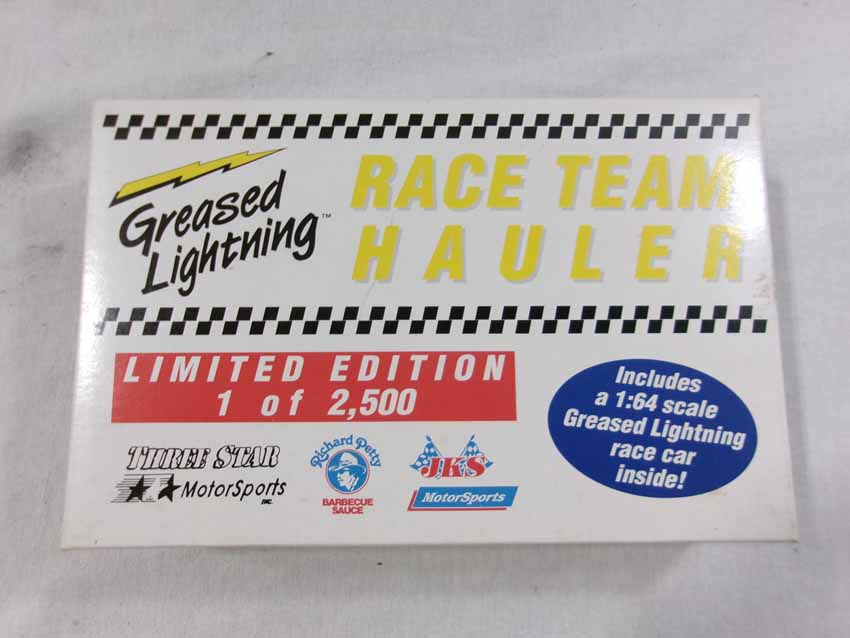 Greased
Lightning™
RACE TEAM
HAULER
LIMITED EDITION
1 of 2,500
Includes
a 1:64 scale
Greased Lightning
race car
inside!
THREE STAR
MotorSports
INC.
Richard Petty
BARBECUE
SAUCE
JKS
MotorSports